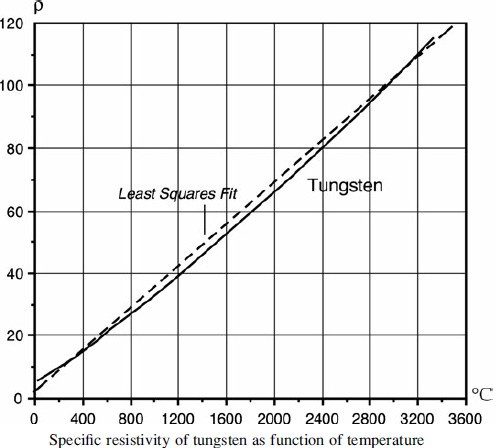 ρ
120
100
80
60
40
20
0
Least Squares Fit
Tungsten
0 400 800 1200 1600 2000 2400 2800 3200 3600
°C
Specific resistivity of tungsten as function of temperature